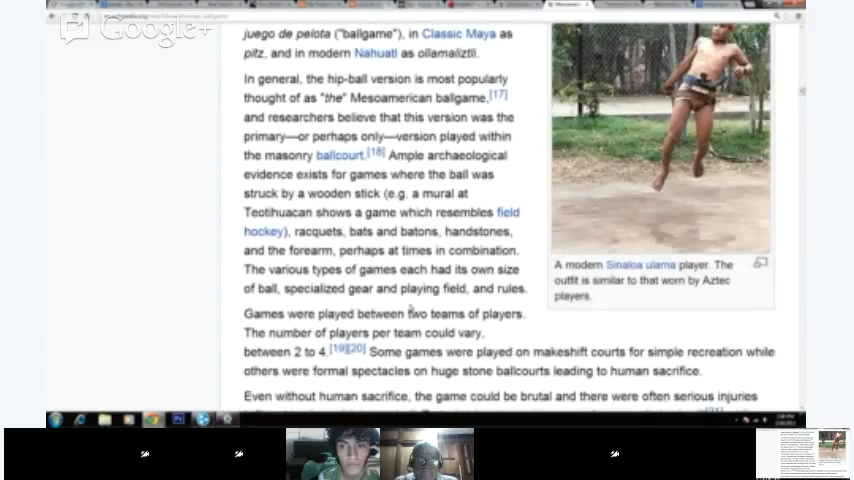 Google+
juego de pelota ("ballgame"), in Classic Maya as
pitz, and in modern Nahuatl as ollamaliztli.
In general, the hip-ball version is most popularly
thought of as "the" Mesoamerican ballgame,[17]
and researchers believe that this version was the
primary—or perhaps only—version played within
the masonry ballcourt.[18] Ample archaeological
evidence exists for games where the ball was
struck by a wooden stick (e.g. a mural at
Teotihuacan shows a game which resembles field
hockey), racquets, bats and batons, handstones,
and the forearm, perhaps at times in combination.
The various types of games each had its own size
of ball, specialized gear and playing field, and rules.
A modern Sinaloa ulama player. The
outfit is similar to that worn by Aztec
players.
Games were played between two teams of players.
The number of players per team could vary,
between 2 to 4.[19][20] Some games were played on makeshift courts for simple recreation while
others were formal spectacles on huge stone ballcourts leading to human sacrifice.
Even without human sacrifice, the game could be brutal and there were often serious injuries